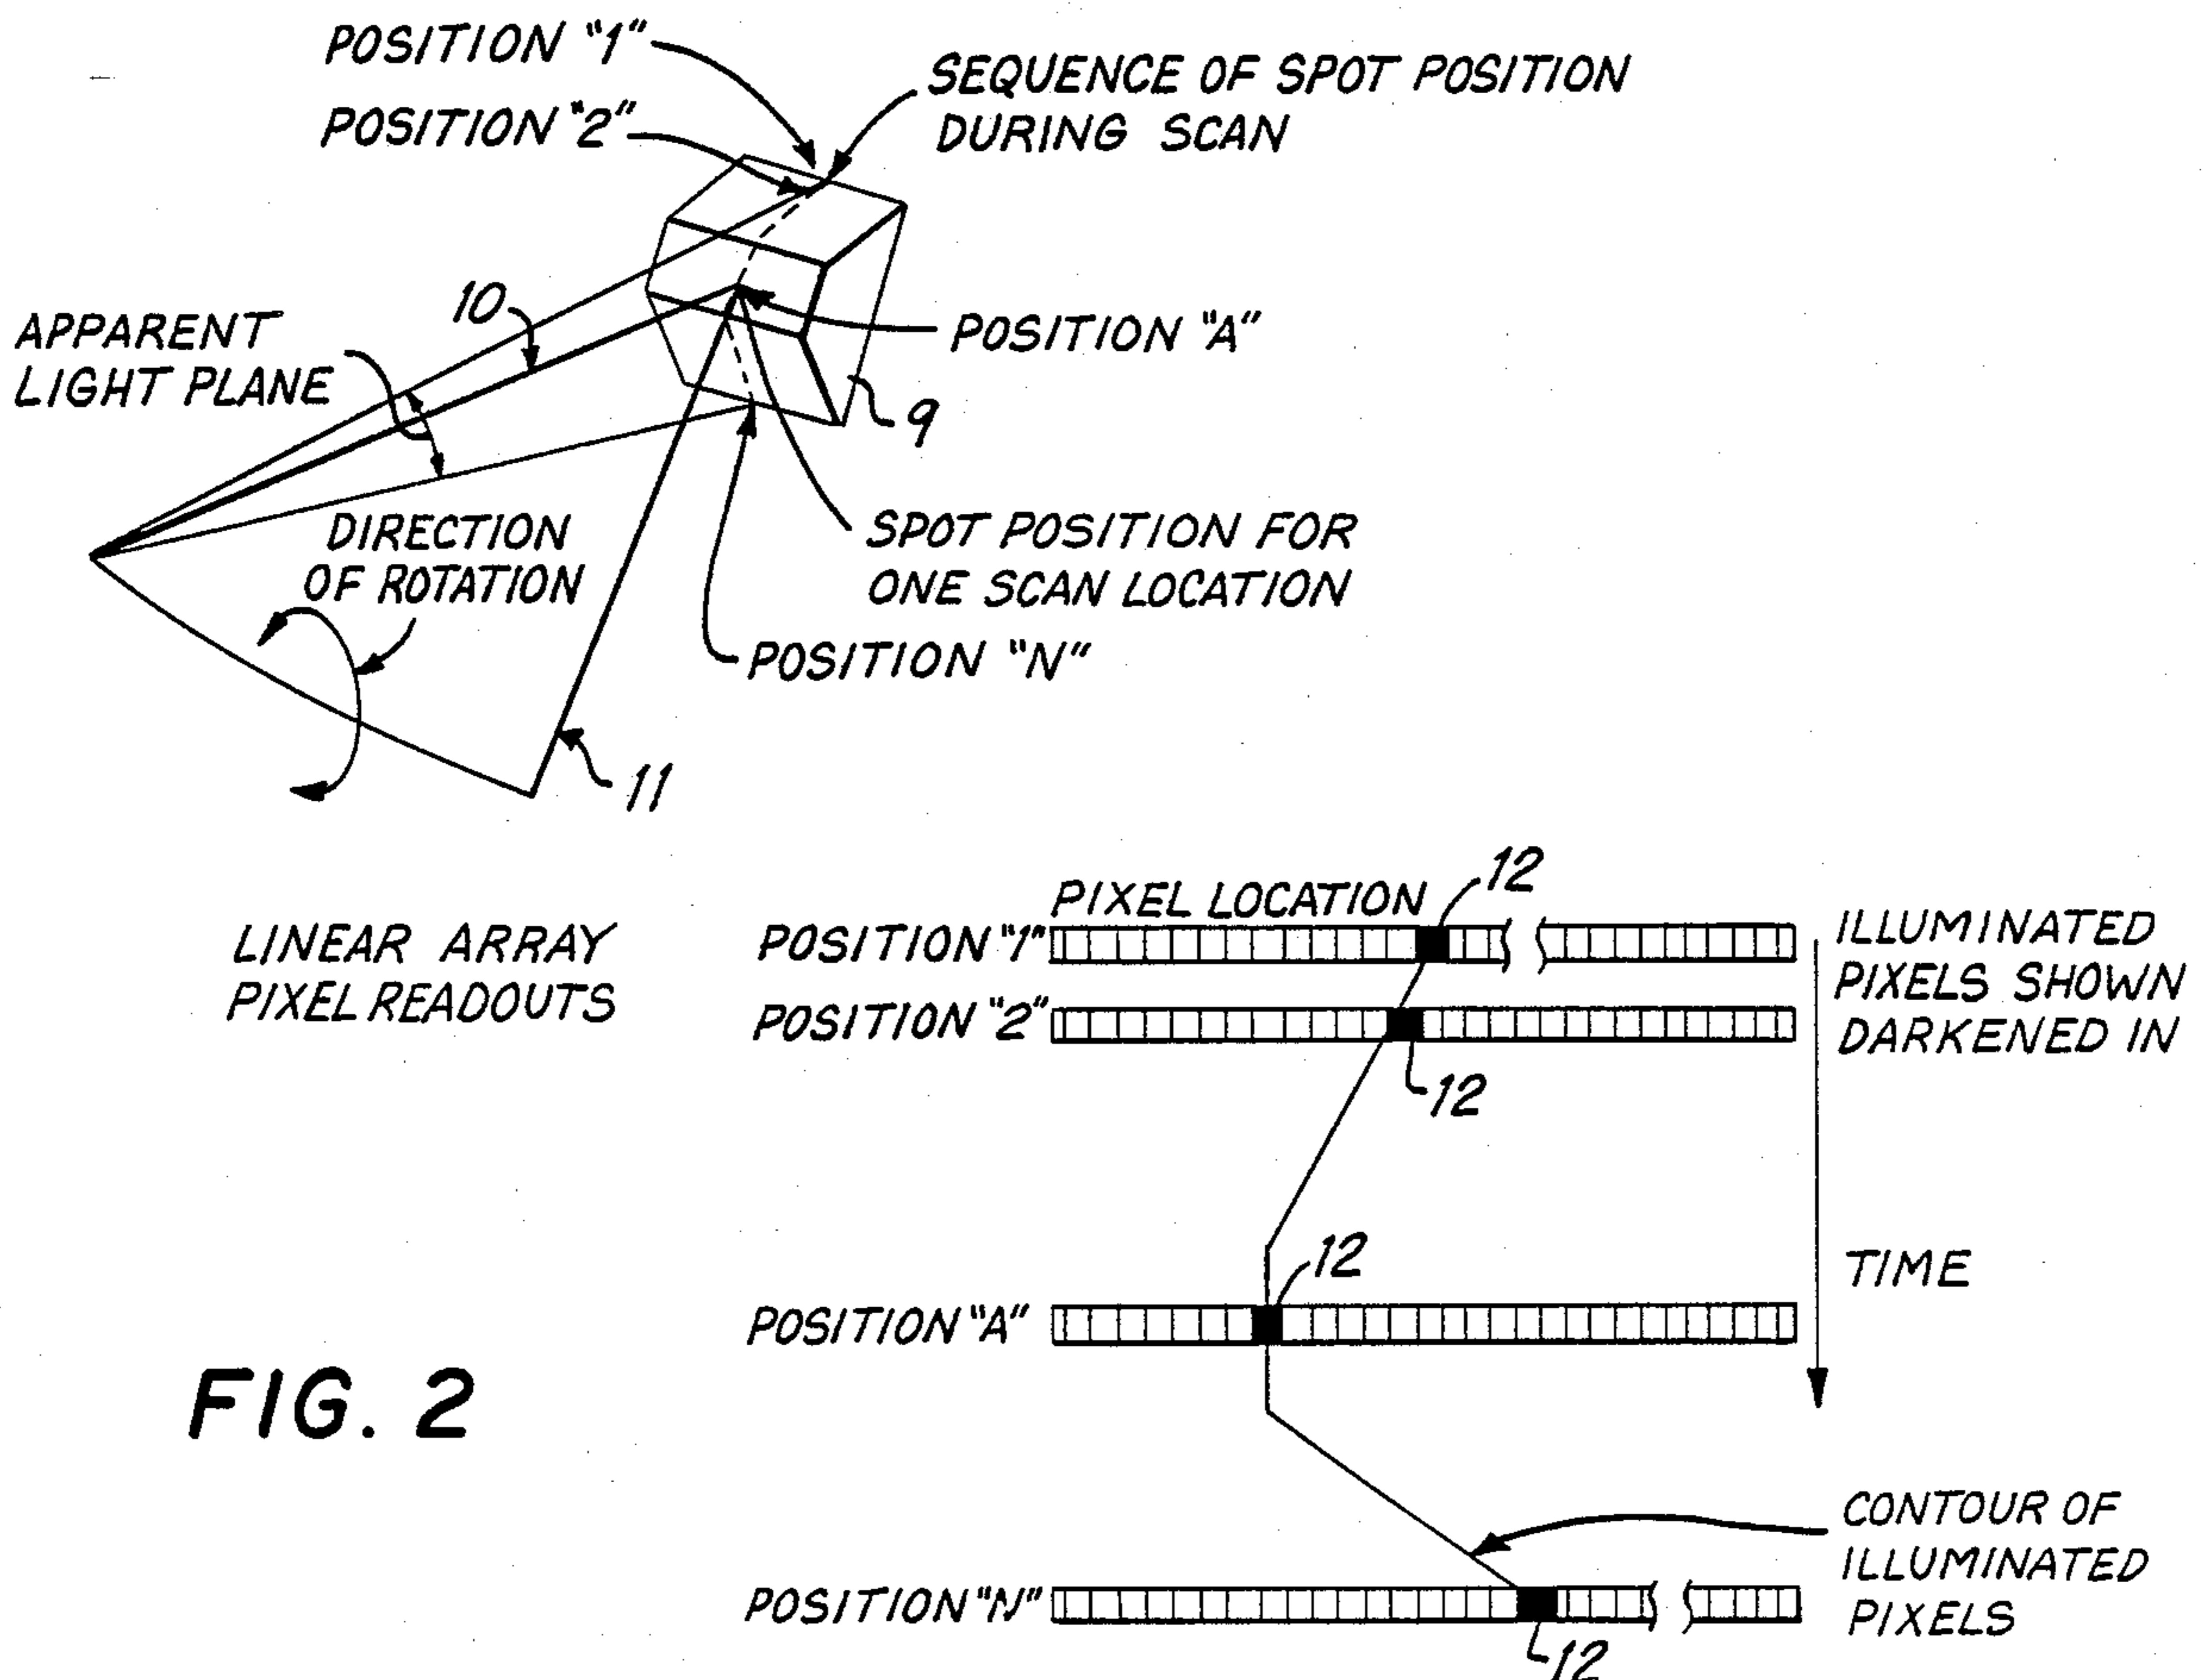 POSITION "1"
SEQUENCE OF SPOT POSITION
DURING SCAN
POSITION "2"
POSITION "A"
10
APPARENT
LIGHT PLANE
9
DIRECTION
OF ROTATION
SPOT POSITION FOR
ONE SCAN LOCATION
POSITION "N"
11
LINEAR ARRAY
PIXEL READOUTS
PIXEL LOCATION
12
POSITION "1"
ILLUMINATED
PIXELS SHOWN
DARKENED IN
POSITION "2"
12
12
TIME
POSITION "A"
FIG. 2
CONTOUR OF
ILLUMINATED
PIXELS
POSITION "N"
12